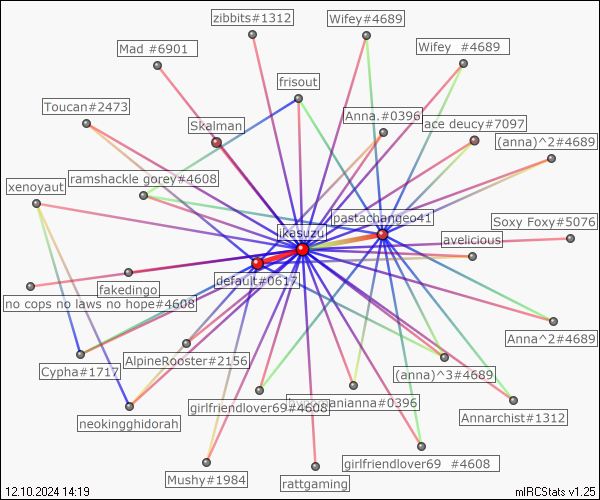 zibbits#1312
Wifey#4689
Mad #6901
Wifey #4689
frisout
Toucan#2473
Anna.#0396
Skalman
ace deucy#7097
(anna)^2#4689
ramshackle gorey#4608
xenoyaut
pastachangeo41
Soxy Foxy#5076
ikasuzu
avelicious
default#0617
fakedingo
no cops no laws no hope#4608
Anna^2#4689
AlpineRooster#2156
Cypha#1717
(anna)^3#4689
girlfriendlover69#4608
anianna#0396
Annarchist#1312
neokingghidorah
girlfriendlover69 #4608
Mushy#1984
rattgaming
12.10.2024 14:19
mIRCStats v1.25